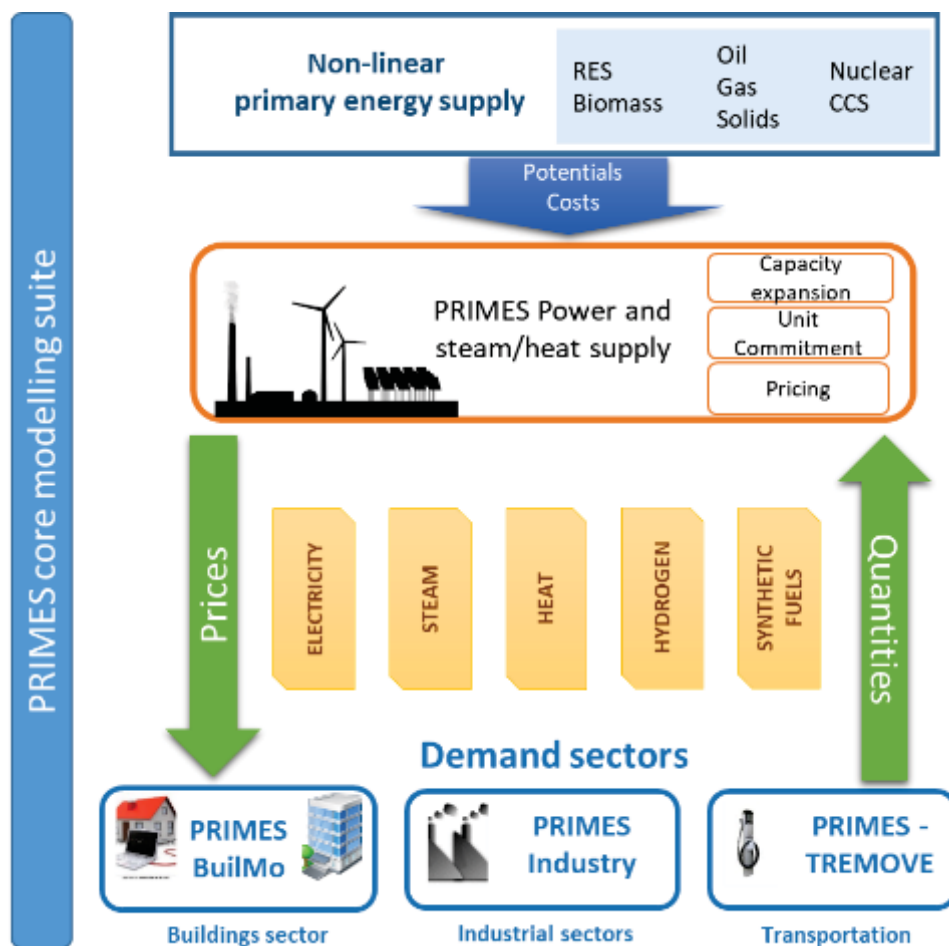 PRIMES core modelling suite
Non-linear
primary energy supply
RES
Biomass
Oil
Gas
Solids
Nuclear
CCS
Potentials
Costs
PRIMES Power and
steam/heat supply
Capacity
expansion
Unit
Commitment
Pricing
Prices
ELECTRICITY
STEAM
HEAT
HYDROGEN
SYNTHETIC
FUELS
Quantities
Demand sectors
PRIMES
BuilMo
PRIMES
Industry
PRIMES -
TREMOVE
Buildings sector
Industrial sectors
Transportation